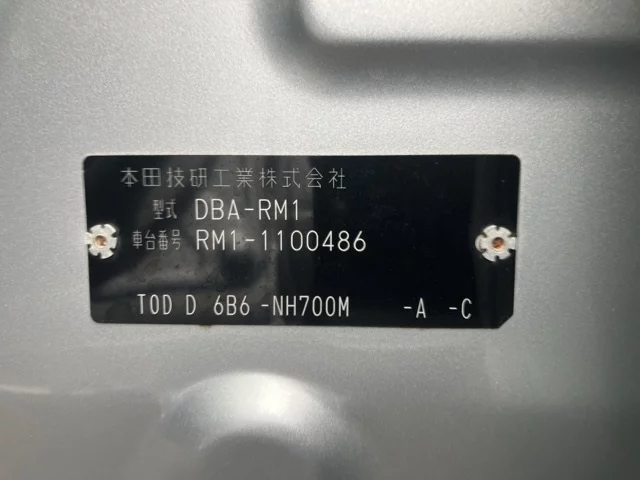 本田技研工業株式会社
型式 DBA-RM1
車台番号 RM1-1100486
TOD D 6B6 -NH700M -A -C